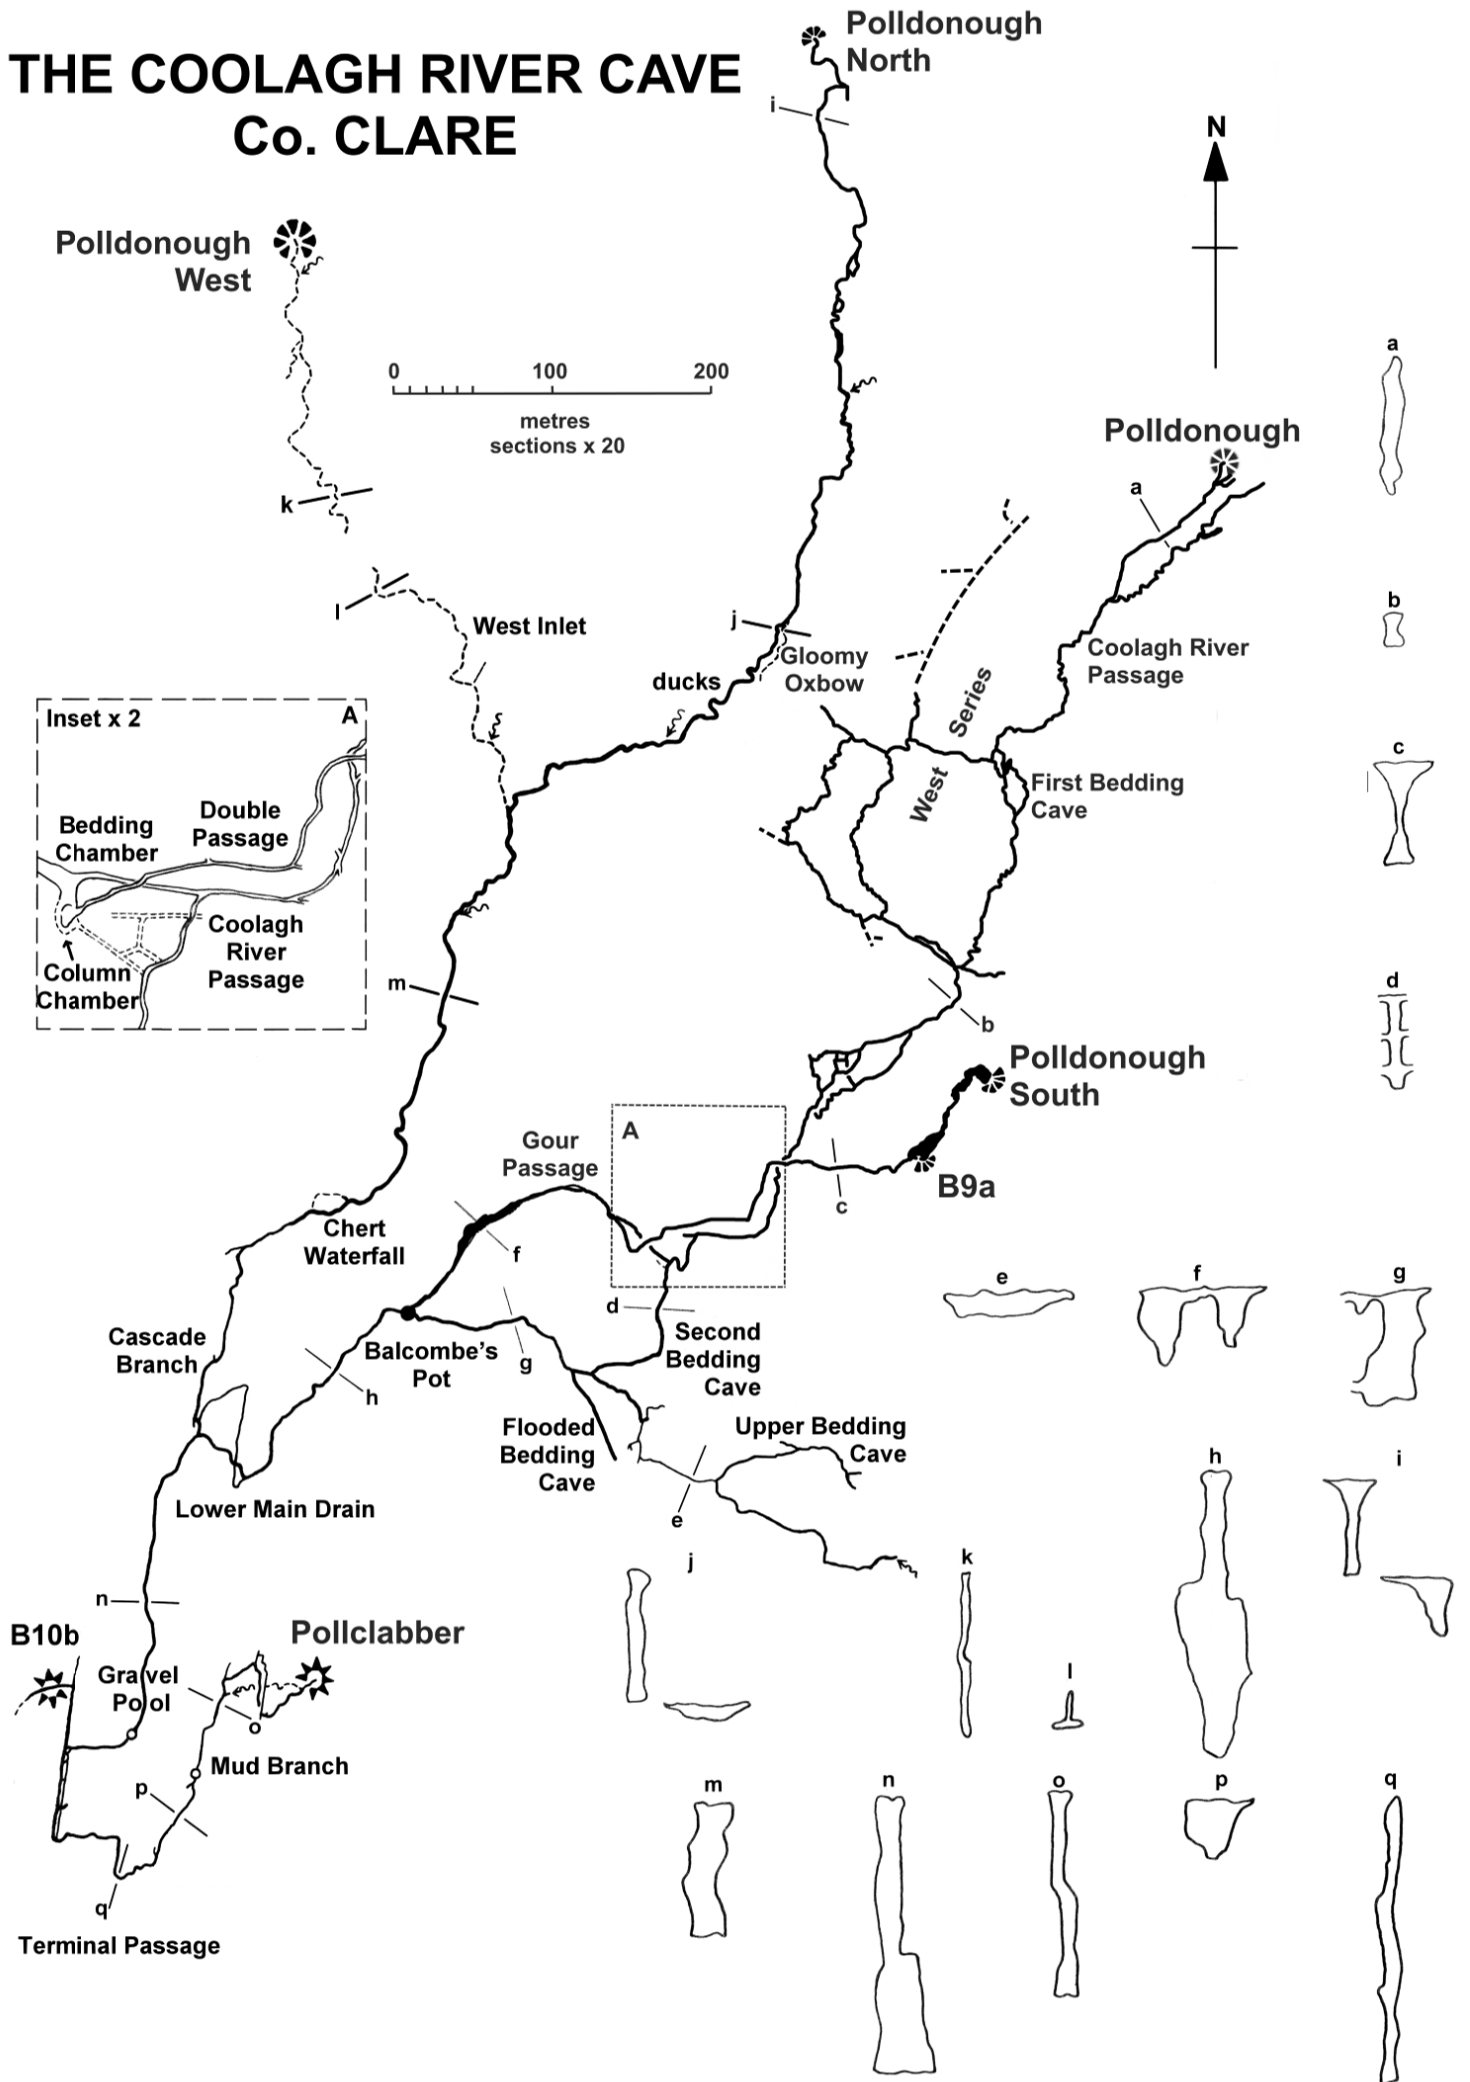 THE COOLAGH RIVER CAVE
Co. CLARE
Polldonough
North
i
N
Polldonough
West
0 100 200
metres
sections x 20
a
Polldonough
a
k
b
l
West Inlet
j
Gloomy
Oxbow
ducks
Coolagh River
Passage
Series
West
First Bedding
Cave
c
Inset x 2
A
Double
Passage
Bedding
Chamber
Coolagh
River
Passage
Column
Chamber
m
d
b
Polldonough
South
A
Gour
Passage
B9a
c
Chert
Waterfall
f
e
f
g
d
Second
Bedding
Cave
Cascade
Branch
Balcombe's
Pot
g
h
Flooded
Bedding
Cave
Upper Bedding
Cave
e
Lower Main Drain
h
i
j
k
l
n
B10b
Pollclabber
Gravel
Pool
o
Mud Branch
p
q
Terminal Passage
m
n
o
p
q